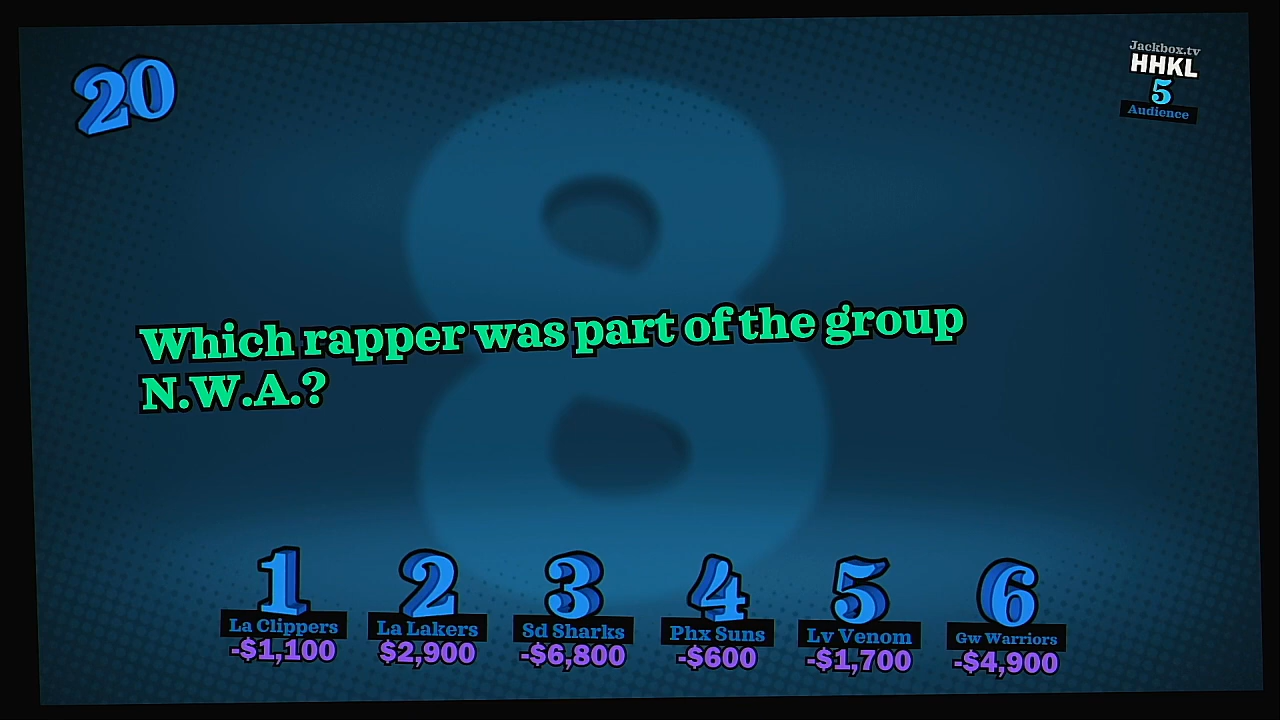 20
Jackbox.tv
HHKL
5
Audience
8
Which rapper was part of the group
N.W.A.?
1 2 3 4 5 6
La Clippers La Lakers Sd Sharks Phx Suns Lv Venom Gw Warriors
-$1,100 $2,900 -$6,800 -$600 -$1,700 -$4,900